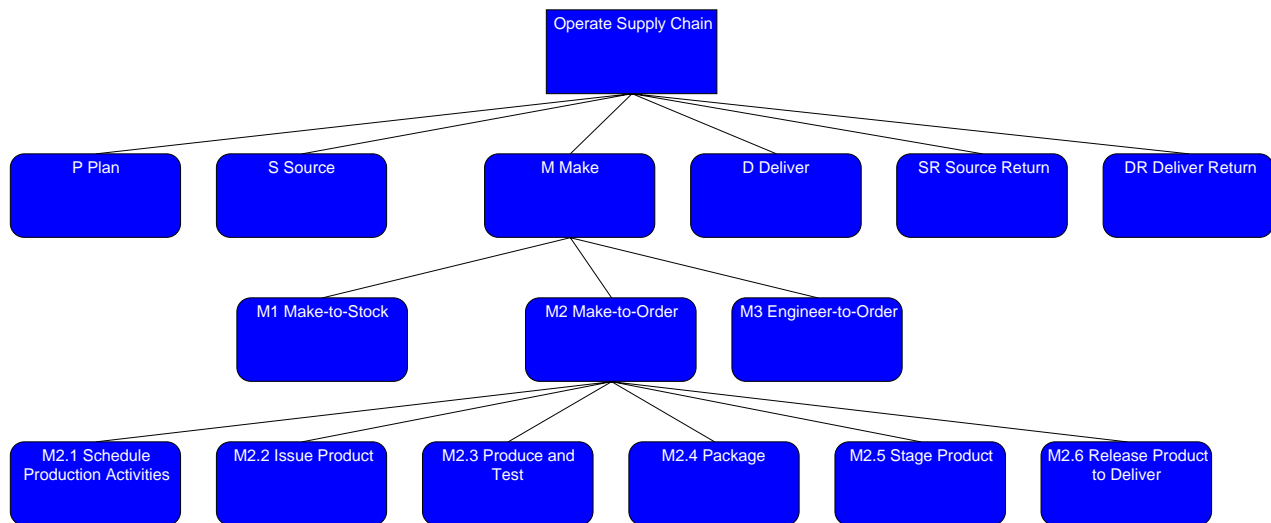 Operate Supply Chain
P Plan
S Source
M Make
D Deliver
SR Source Return
DR Deliver Return
M1 Make-to-Stock
M2 Make-to-Order
M3 Engineer-to-Order
M2.1 Schedule
Production Activities
M2.2 Issue Product
M2.3 Produce and
Test
M2.4 Package
M2.5 Stage Product
M2.6 Release Product
to Deliver